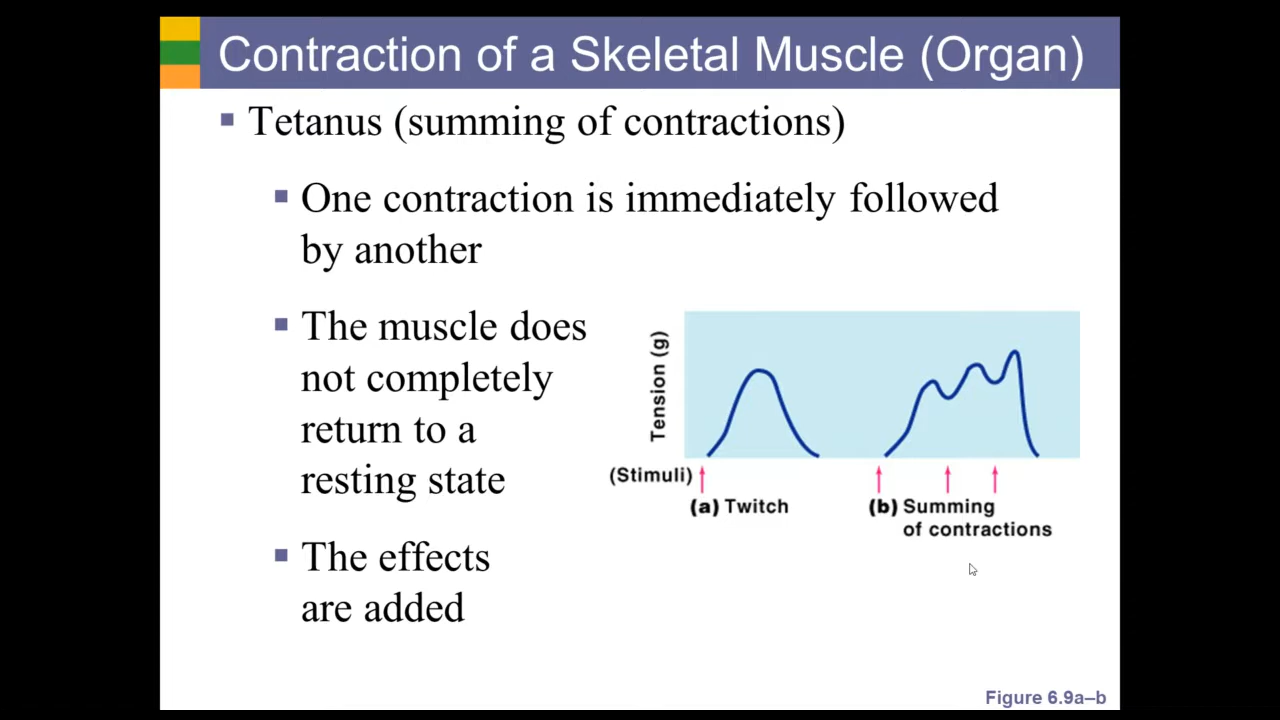 Contraction of a Skeletal Muscle (Organ)
Tetanus (summing of contractions)
One contraction is immediately followed
by another
The muscle does
not completely
return to a
resting state
The effects
are added
Tension (g)
(Stimuli)
(a) Twitch
(b) Summing
of contractions
Figure 6.9a–b